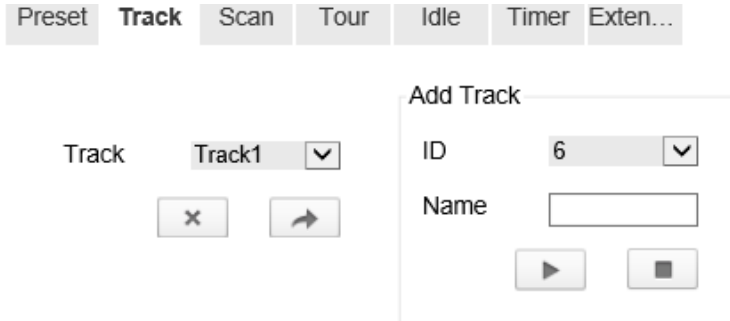 Preset Track Scan Tour Idle Timer Exten...
Add Track
Track Track1
ID 6
Name